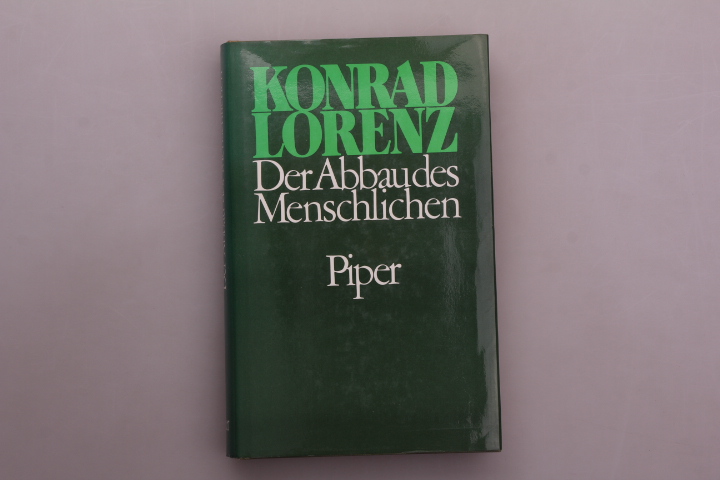 KONRAD
LORENZ
Der Abbau des
Menschlichen
Piper